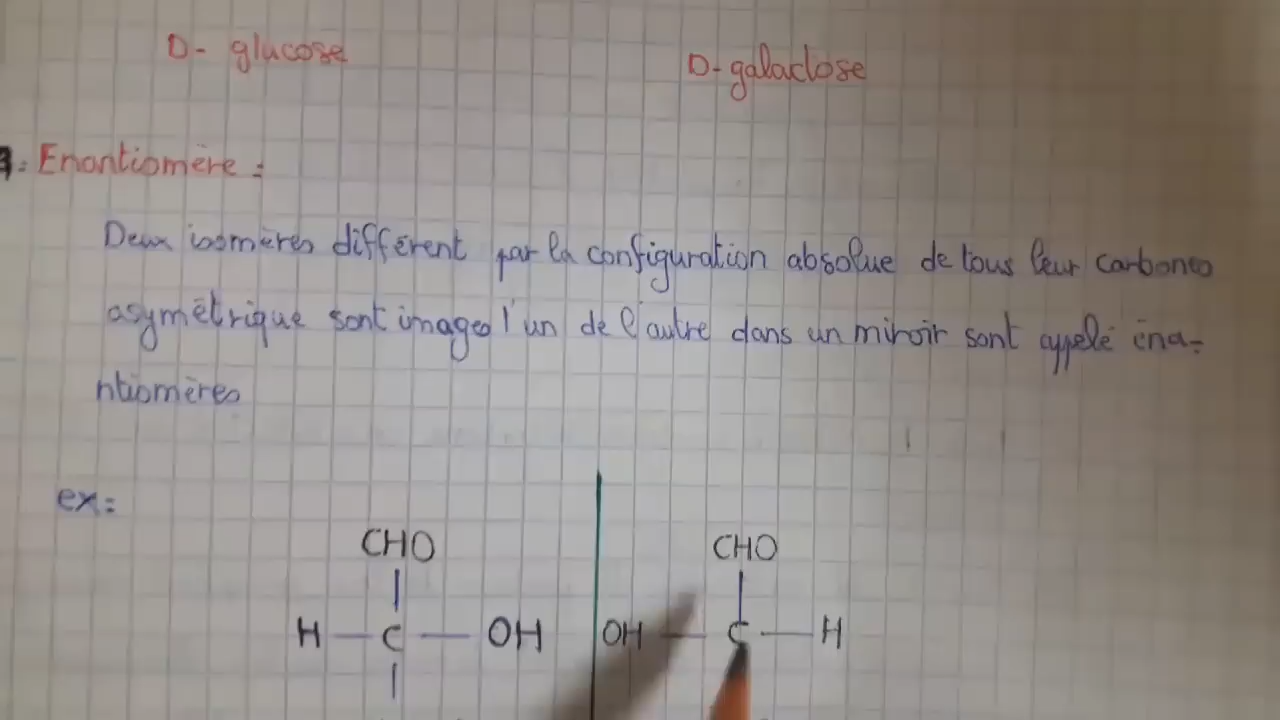 D- glucose D-galactose
3. Enantiomère :
Deux isomères différent par la configuration absolue de tous leur carbones
asymétrique sont images l'un de l'autre dans un miroir sont appelé éna-
ntiomères
ex:
CHO CHO
H C OH OH C H